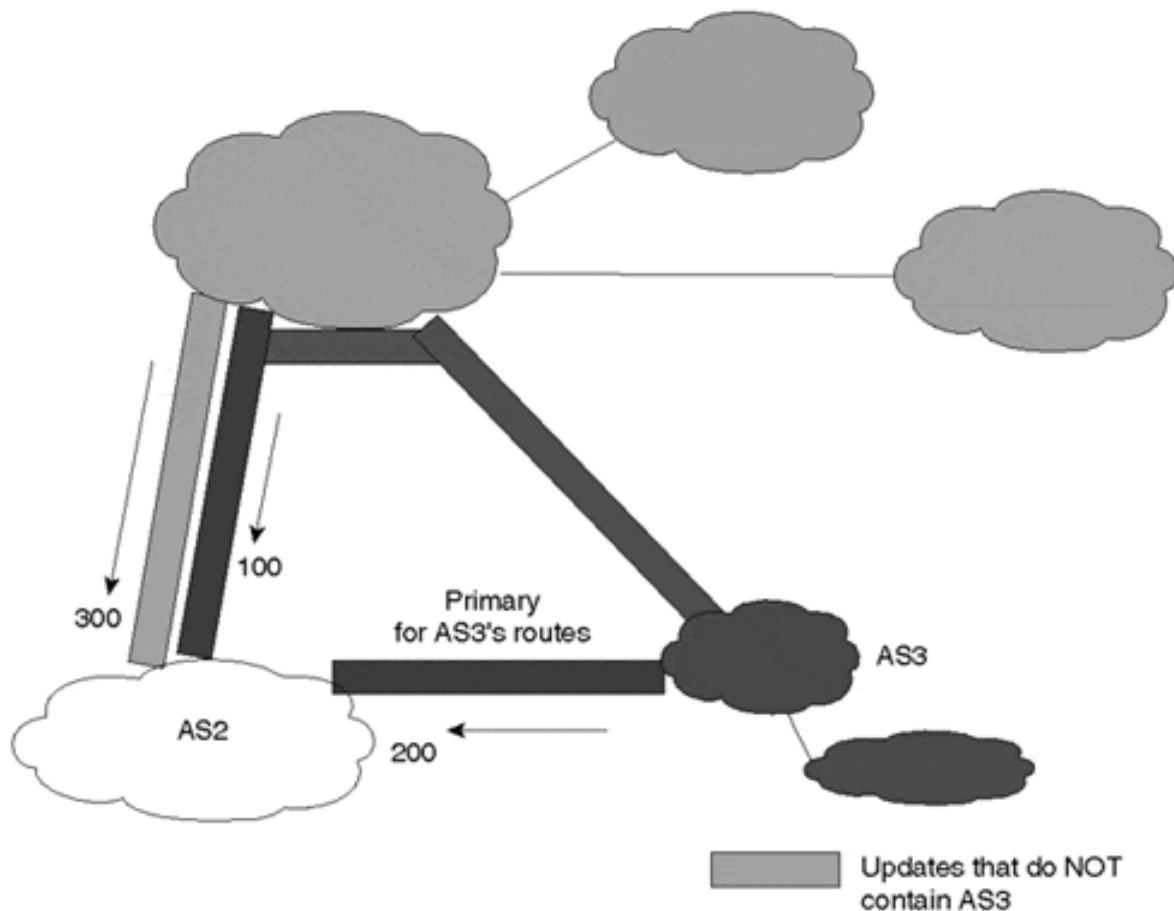 100
300
Primary
for AS3's routes
AS3
AS2
200
Updates that do NOT
contain AS3